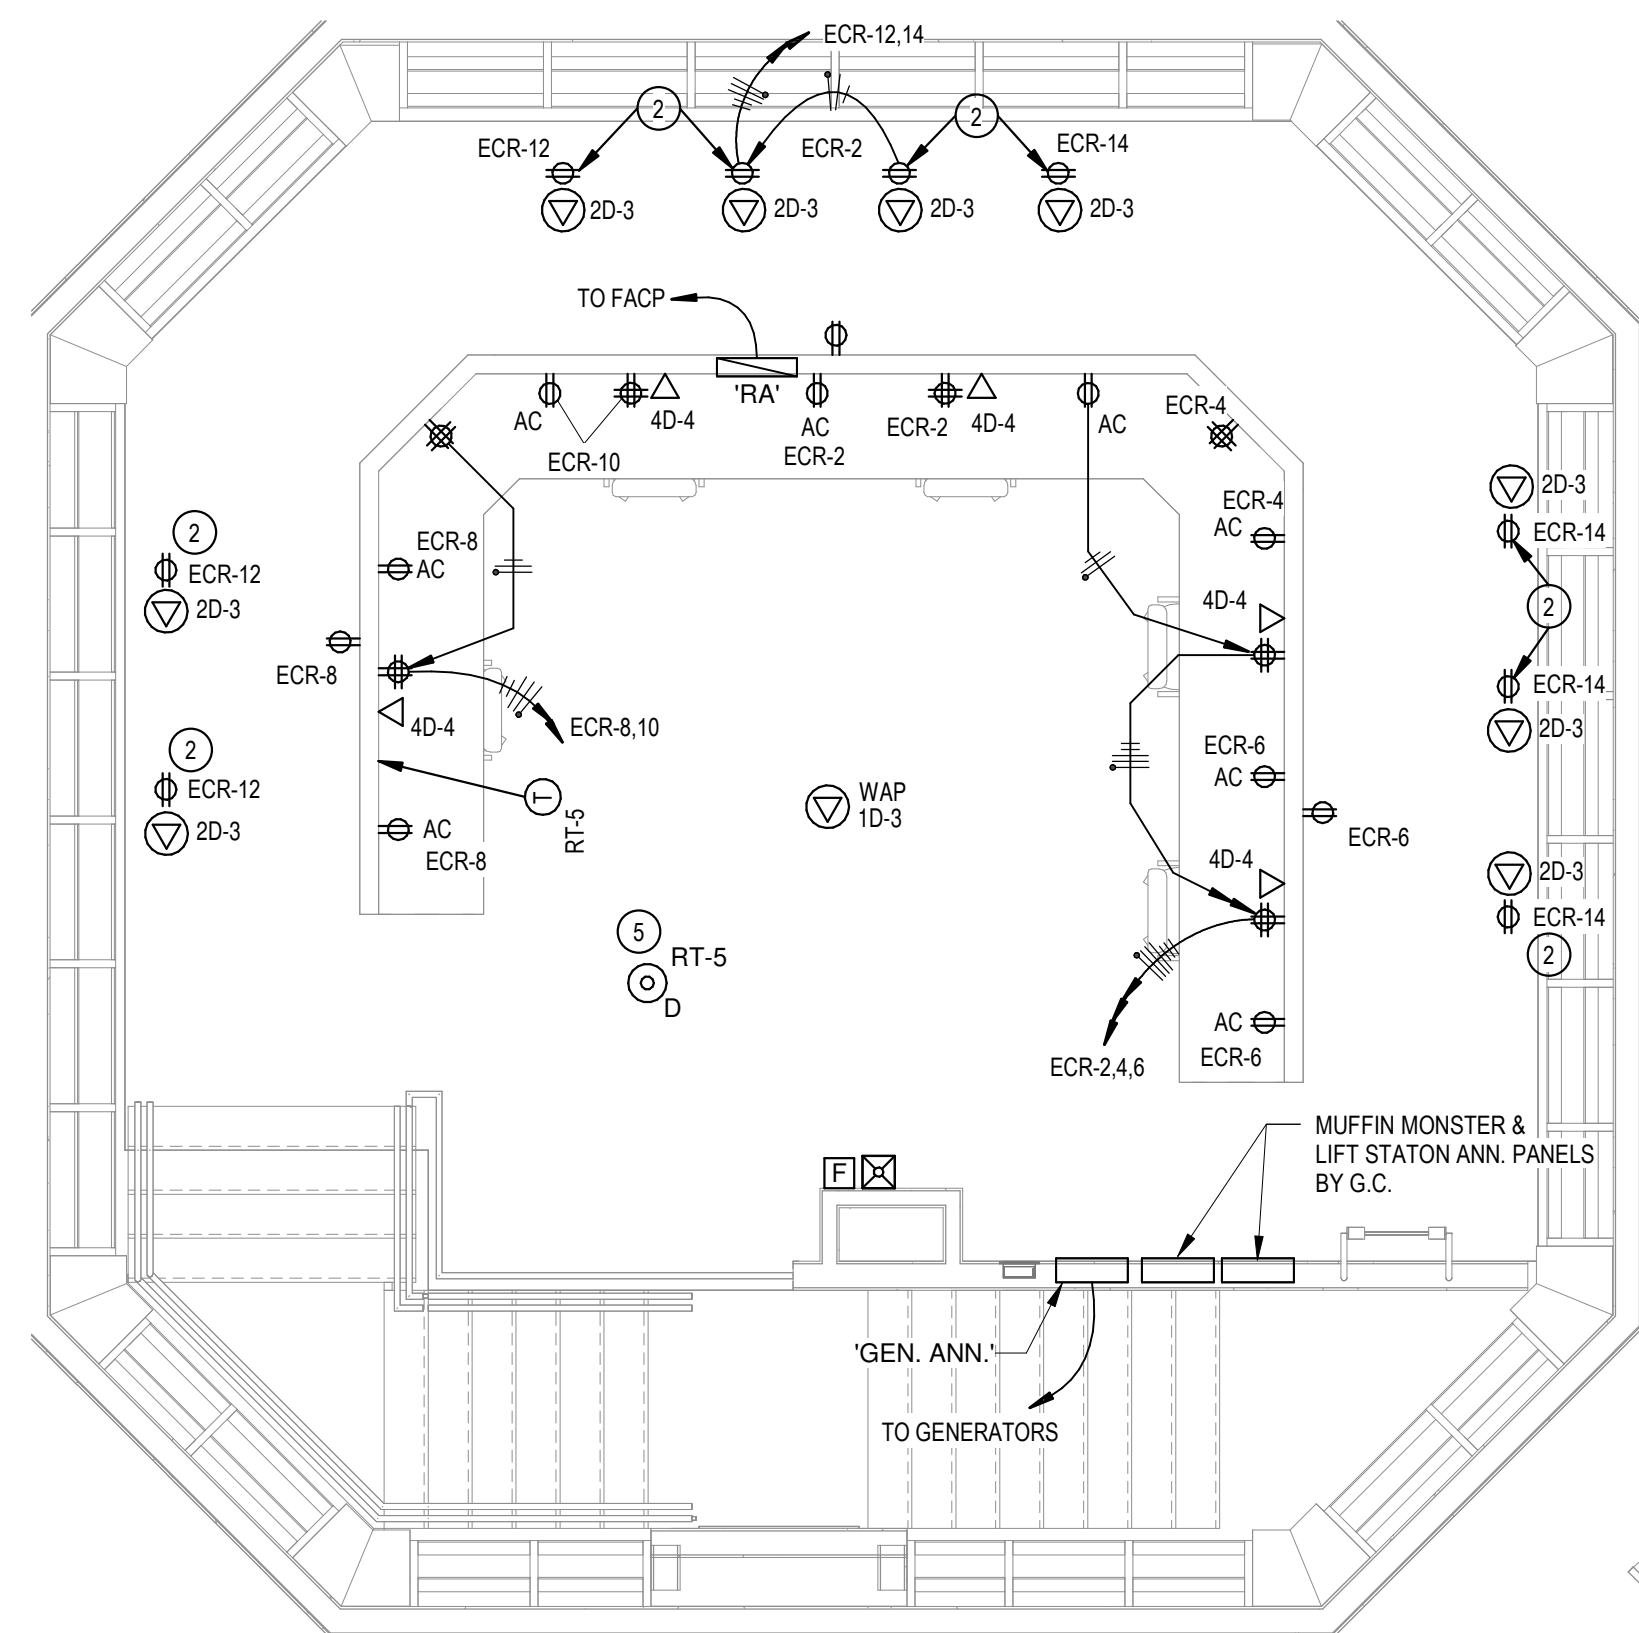 ECR-12,14
2
2
ECR-12
ECR-2
ECR-14
2D-3
2D-3
2D-3
2D-3
TO FACP
'RA'
AC
4D-4
AC
ECR-2
ECR-2
4D-4
AC
ECR-4
ECR-10
2D-3
ECR-4
AC
ECR-14
2
ECR-12
2D-3
ECR-8
AC
4D-4
2
ECR-8
4D-4
ECR-8,10
ECR-14
2D-3
2
ECR-12
2D-3
RT-5
WAP
1D-3
ECR-6
AC
AC
ECR-8
ECR-6
4D-4
2D-3
ECR-14
2
5
RT-5
D
AC
ECR-6
ECR-2,4,6
MUFFIN MONSTER &
LIFT STATON ANN. PANELS
BY G.C.
F
'GEN. ANN.'
TO GENERATORS
T